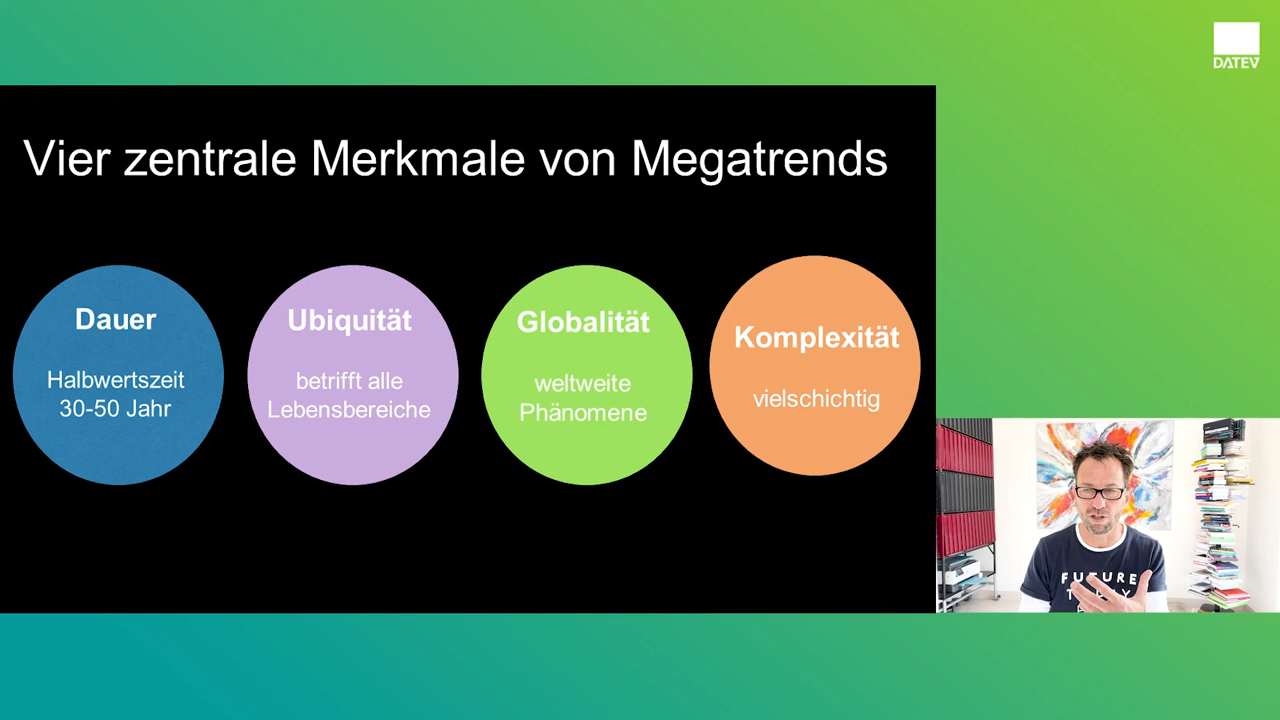 DATEV
Vier zentrale Merkmale von Megatrends
Dauer
Halbwertszeit
30-50 Jahr
Ubiquität
betrifft alle
Lebensbereiche
Globalität
weltweite
Phänomene
Komplexität
vielschichtig
FUTURE